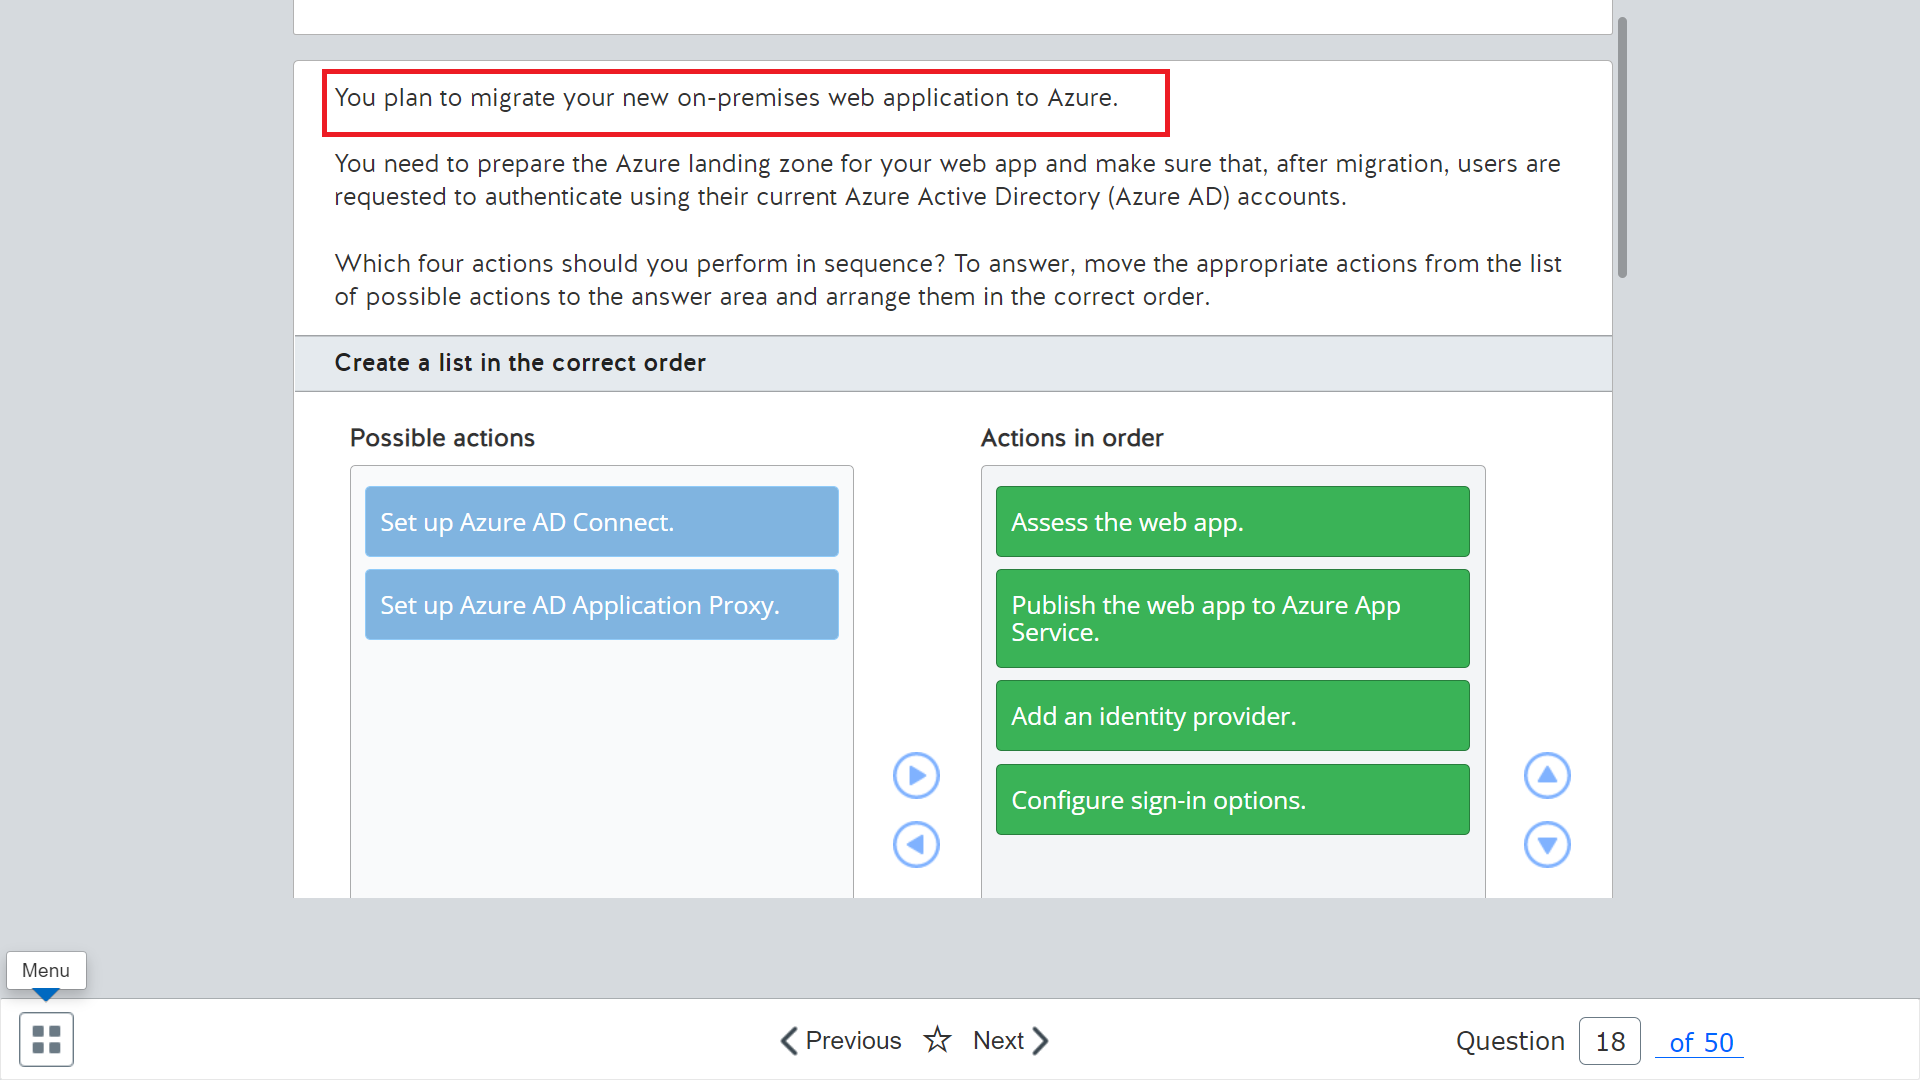 You plan to migrate your new on-premises web application to Azure.
You need to prepare the Azure landing zone for your web app and make sure that, after migration, users are
requested to authenticate using their current Azure Active Directory (Azure AD) accounts.
Which four actions should you perform in sequence? To answer, move the appropriate actions from the list
of possible actions to the answer area and arrange them in the correct order.
Create a list in the correct order
Possible actions
Set up Azure AD Connect.
Set up Azure AD Application Proxy.
Actions in order
Assess the web app.
Publish the web app to Azure App
Service.
Add an identity provider.
Configure sign-in options.
Menu
Previous
Next
Question 18 of 50